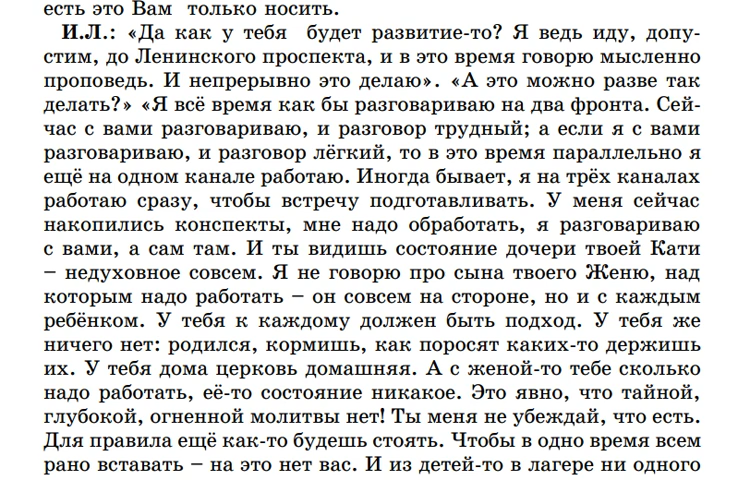 есть это Вам только носить.
И.Л.: «Да как у тебя будет развитие-то? Я ведь иду, допу-
стим, до Ленинского проспекта, и в это время говорю мысленно
проповедь. И непрерывно это делаю». «А это можно разве так
делать?» «Я всё время как бы разговариваю на два фронта. Сей-
час с вами разговариваю, и разговор трудный; а если я с вами
разговариваю, и разговор лёгкий, то в это время параллельно я
ещё на одном канале работаю. Иногда бывает, я на трёх каналах
работаю сразу, чтобы встречу подготавливать. У меня сейчас
накопились конспекты, мне надо обработать, я разговариваю
с вами, а сам там. И ты видишь состояние дочери твоей Кати
– недуховное совсем. Я не говорю про сына твоего Женю, над
которым надо работать – он совсем на стороне, но и с каждым
ребёнком. У тебя к каждому должен быть подход. У тебя же
ничего нет: родился, кормишь, как поросят каких-то держишь
их. У тебя дома церковь домашняя. А с женой-то тебе сколько
надо работать, её-то состояние никакое. Это явно, что тайной,
глубокой, огненной молитвы нет! Ты меня не убеждай, что есть.
Для правила ещё как-то будешь стоять. Чтобы в одно время всем
рано вставать – на это нет вас. И из детей-то в лагере ни одного